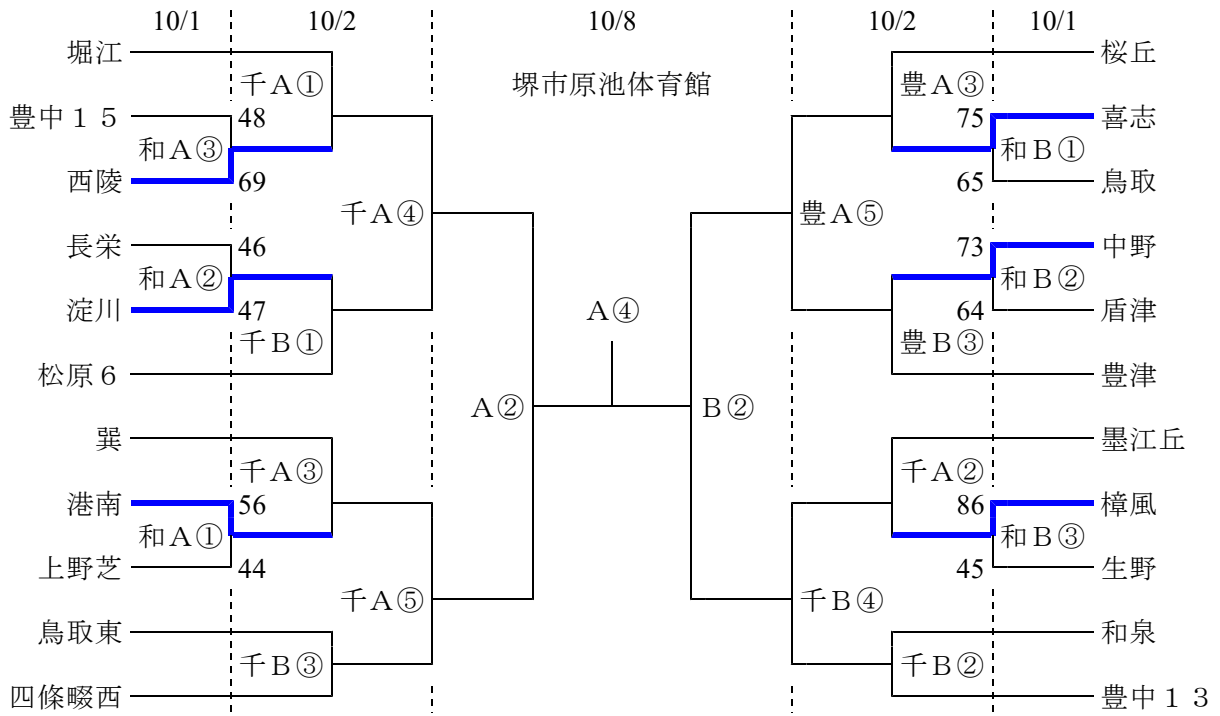 10/1 10/2 10/8 10/2 10/1
堀江 桜丘
千A① 堺市原池体育館 豊A③
豊中15 48 75 喜志
和A③ 和B①
西陵 69 65 鳥取
千A④ 豊A⑤
長栄 46 73 中野
和A② 和B②
淀川 47 A④ 64 盾津
千B① 豊B③
松原6 豊津
A② B②
巽 墨江丘
千A③ 千A②
港南 56 86 樟風
和A① 和B③
上野芝 44 45 生野
千A⑤ 千B④
鳥取東 和泉
千B③ 千B②
四條畷西 豊中13